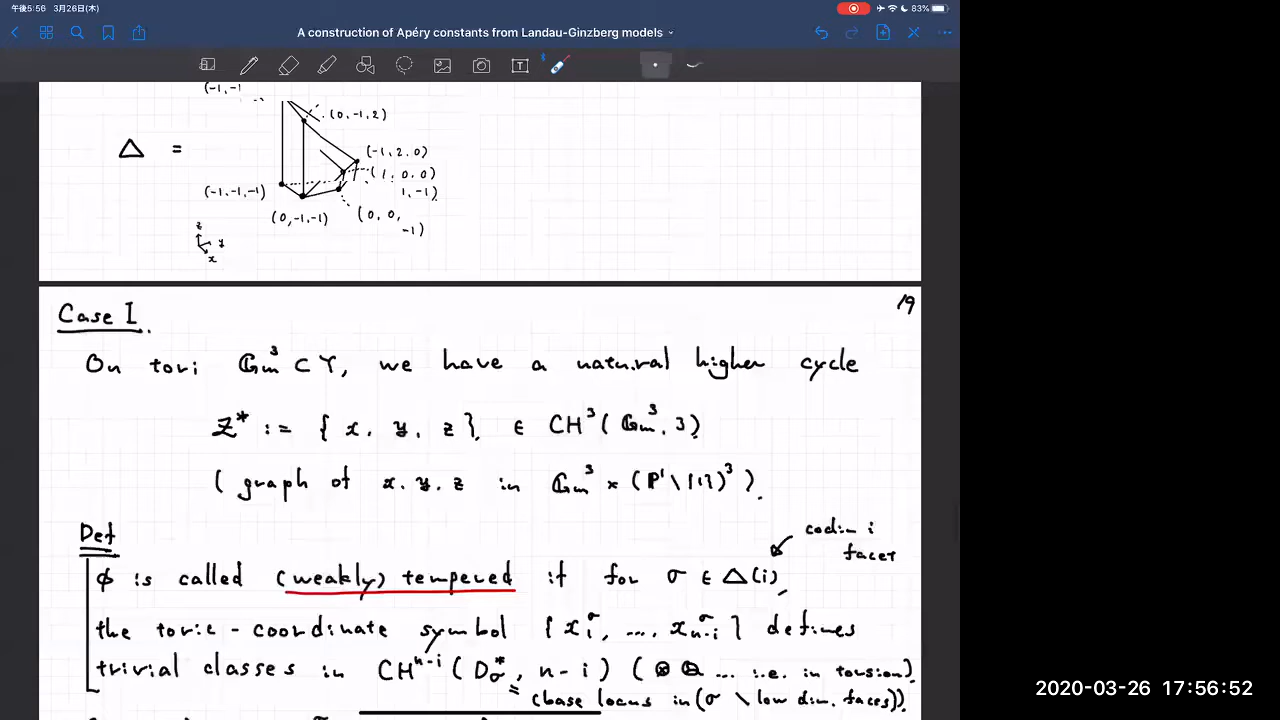 午後5:56 3月26日(木)
83%
A construction of Apéry constants from Landau-Ginzberg models
(-1,-1
(0,-1,2)
Δ =
(-1,2,0)
(1,0,0)
1,-1)
(-1,-1,-1)
(0,-1,-1)
(0,0,
-1)
z
y
x
19
Case I.
On tori 𝔾m³ ⊂ Y, we have a natural higher cycle
Z* := {x, y, z} ∈ CH³(𝔾m³, 3)
(graph of x, y, z in 𝔾m³ × (ℙ¹ \ {1})³).
codim i
facet
Def
φ is called (weakly) tempered if for σ ∈ Δ(i),
the toric-coordinate symbol {x₁^σ, ..., x_{n-i}^σ} defines
trivial classes in CH^{n-i}(D_σ^*, n-i) (⊗ℚ ... i.e. in torsion).
(base locus in (σ \ low dim. faces)).
2020-03-26 17:56:52